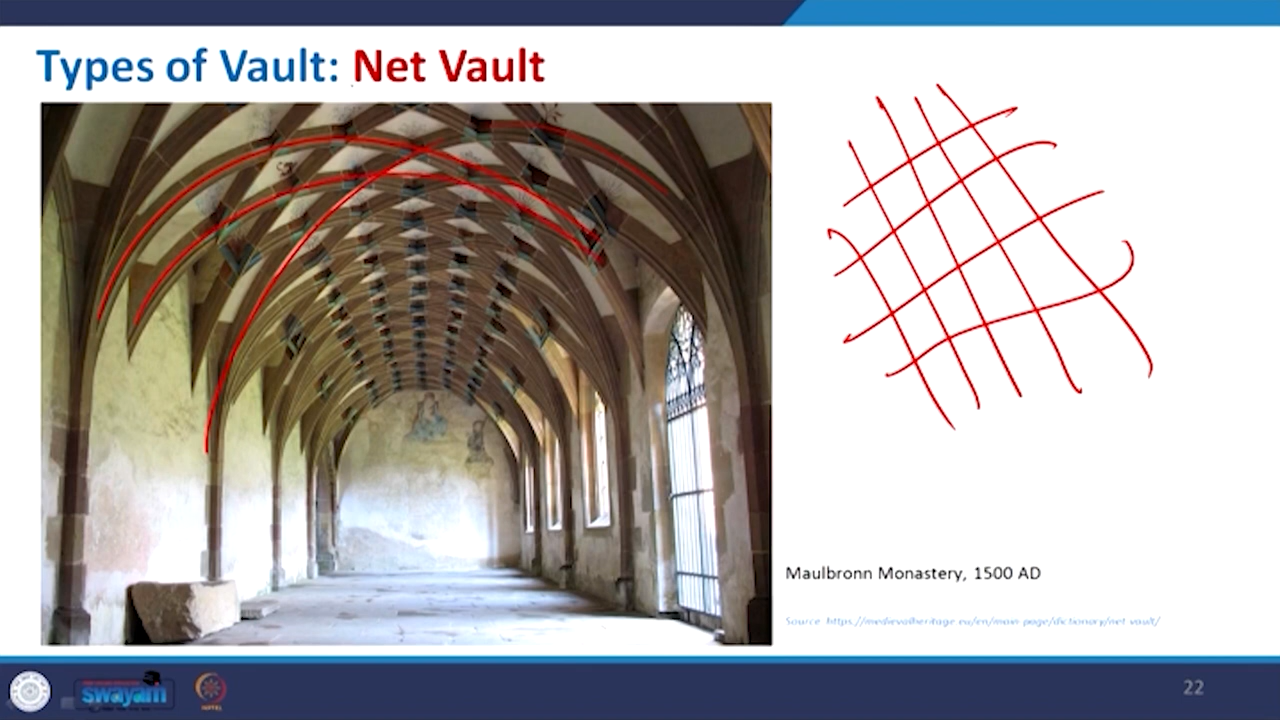 Types of Vault: Net Vault
Maulbronn Monastery, 1500 AD
Source: https://medievalheritage.eu/en/main-page/dictionary/net-vault/
swayam
22